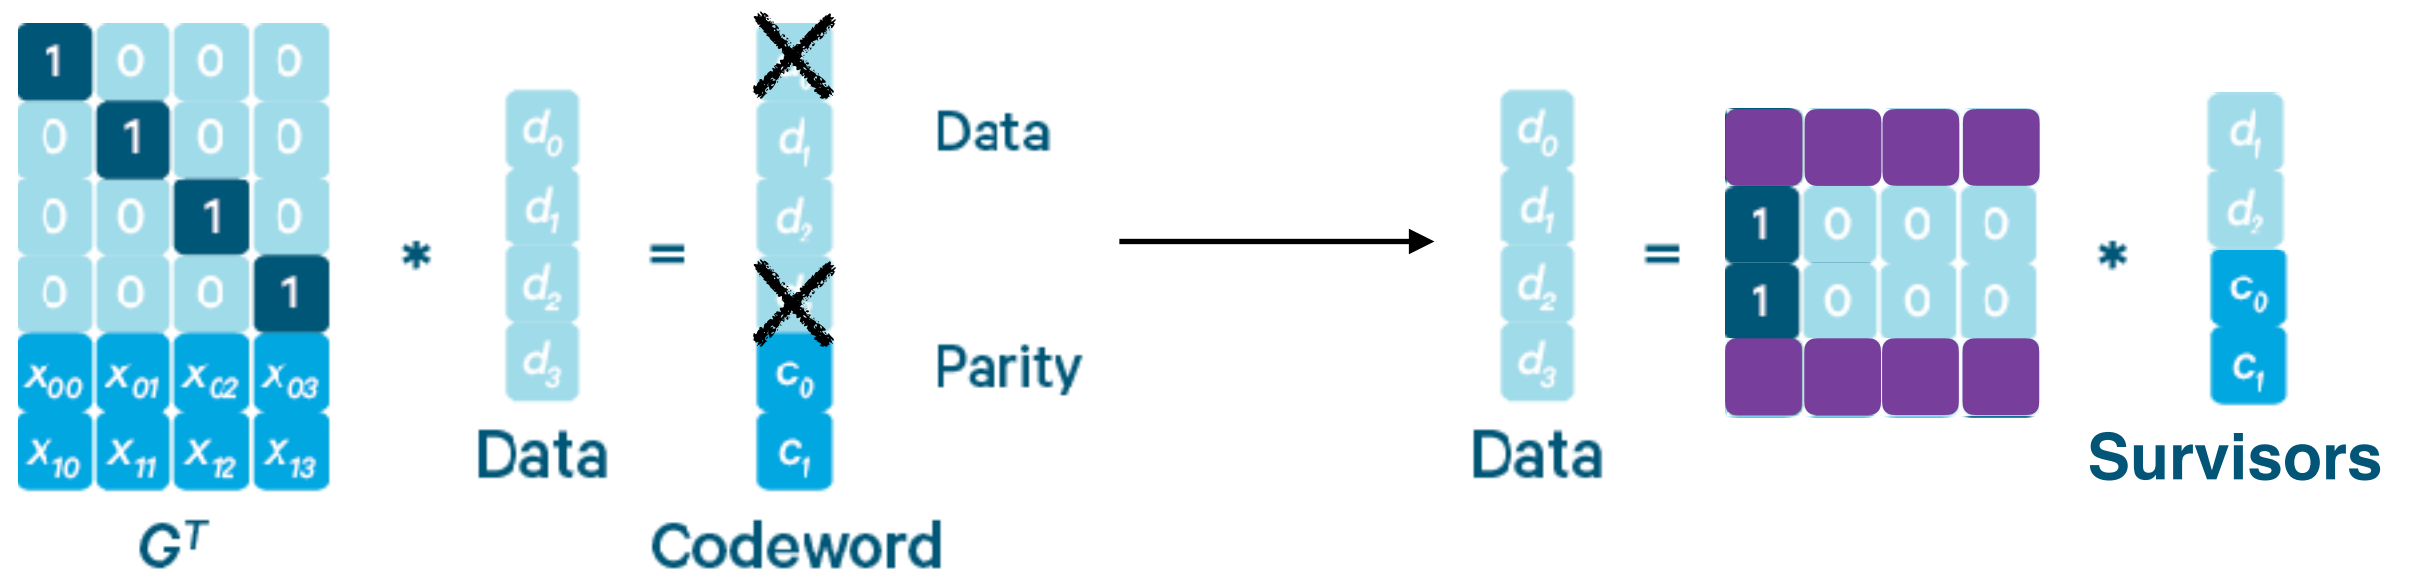 1 0 0 0
0 1 0 0
0 0 1 0
0 0 0 1
x00 x01 x02 x03
x10 x11 x12 x13
G^T
*
d0
d1
d2
d3
Data
=
d1
d2
c0
c1
Codeword
Data
Parity
d0
d1
d2
d3
Data
=
1 0 0 0
1 0 0 0
*
d1
d2
c0
c1
Survisors